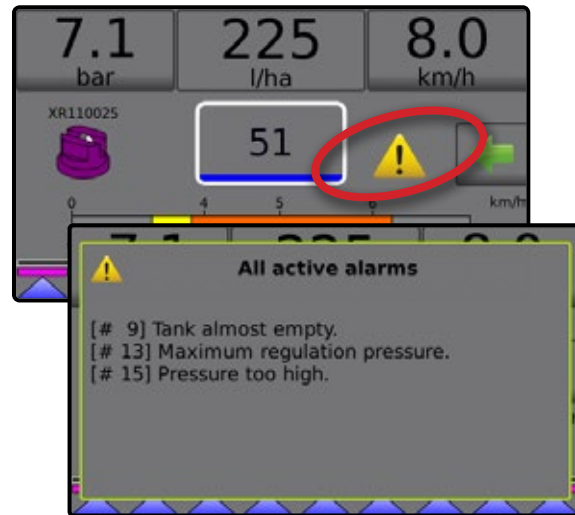 7.1 225 8.0
bar l/ha km/h
XR110025
51
0 4 5 6 km/h
All active alarms
[# 9] Tank almost empty.
[# 13] Maximum regulation pressure.
[# 15] Pressure too high.